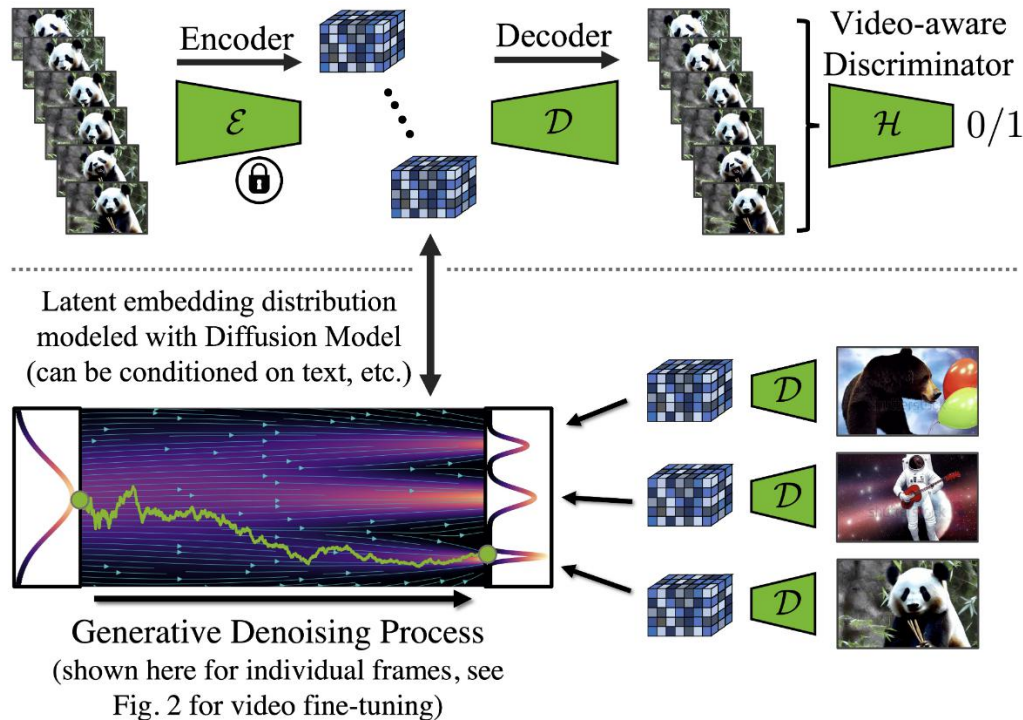 Encoder
Decoder
Video-aware
Discriminator
ℰ
𝒟
ℋ
0/1
Latent embedding distribution
modeled with Diffusion Model
(can be conditioned on text, etc.)
𝒟
𝒟
𝒟
Generative Denoising Process
(shown here for individual frames, see
Fig. 2 for video fine-tuning)